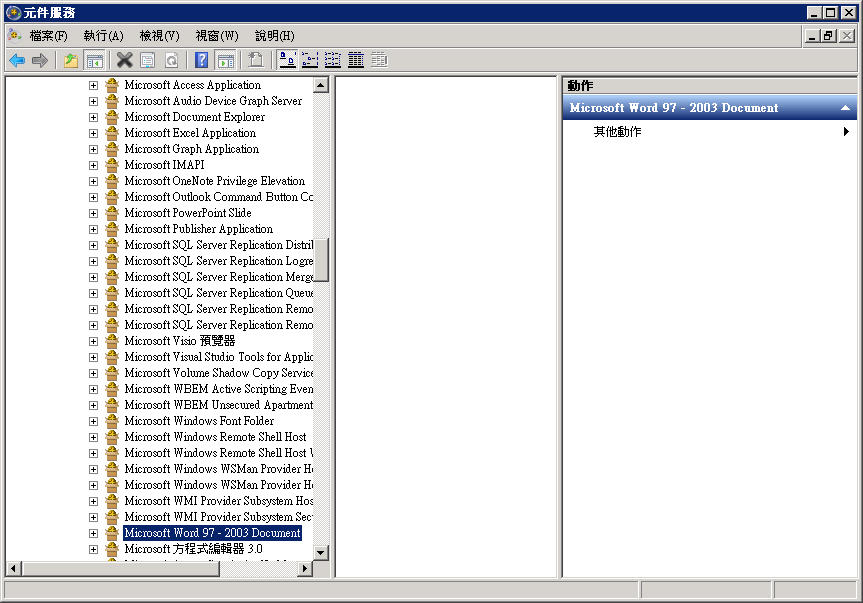 元件服務
檔案(F) 執行(A) 檢視(V) 視窗(W) 說明(H)
Microsoft Access Application
Microsoft Audio Device Graph Server
Microsoft Document Explorer
Microsoft Excel Application
Microsoft Graph Application
Microsoft IMAPI
Microsoft OneNote Privilege Elevation
Microsoft Outlook Command Button Co
Microsoft PowerPoint Slide
Microsoft Publisher Application
Microsoft SQL Server Replication Distril
Microsoft SQL Server Replication Logre
Microsoft SQL Server Replication Merge
Microsoft SQL Server Replication Queue
Microsoft SQL Server Replication Remo
Microsoft SQL Server Replication Remo
Microsoft Visio 預覽器
Microsoft Visual Studio Tools for Applic
Microsoft Volume Shadow Copy Service
Microsoft WBEM Active Scripting Even
Microsoft WBEM Unsecured Apartment
Microsoft Windows Font Folder
Microsoft Windows Remote Shell Host
Microsoft Windows Remote Shell Host
Microsoft Windows WSMan Provider H
Microsoft Windows WSMan Provider H
Microsoft WMI Provider Subsystem Hos
Microsoft WMI Provider Subsystem Sec
Microsoft Word 97 - 2003 Document
Microsoft 方程式編輯器 3.0
動作
Microsoft Word 97 - 2003 Document
其他動作